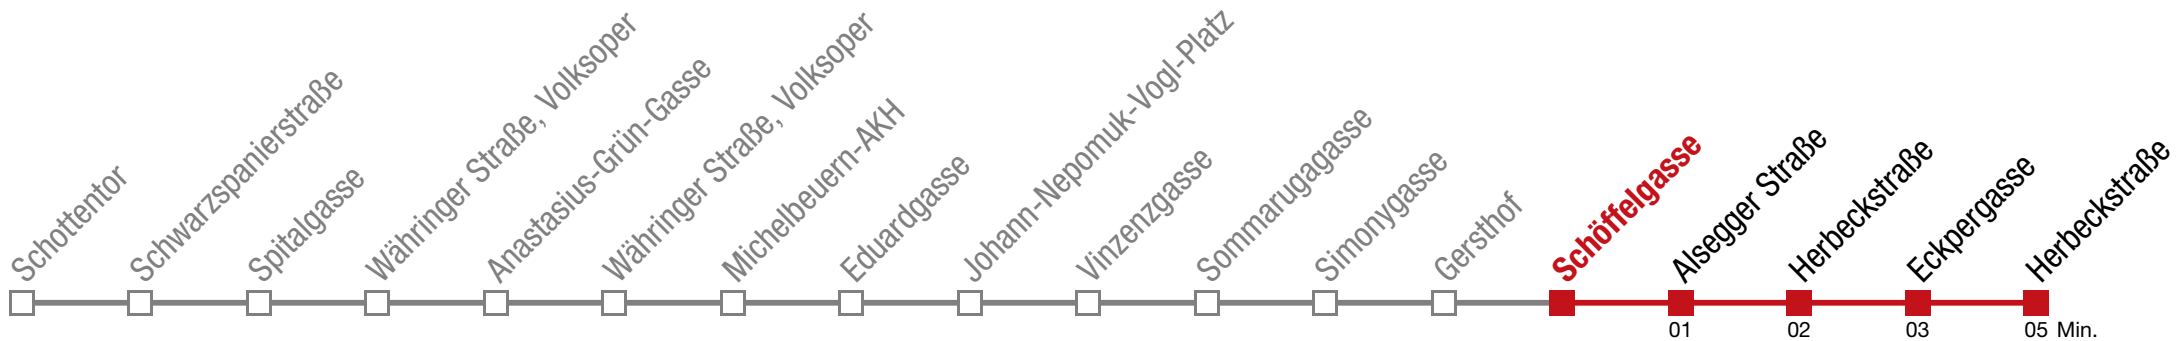 Schottentor
Schwarzspanierstraße
Spitalgasse
Währinger Straße, Volksoper
Anastasius-Grün-Gasse
Währinger Straße, Volksoper
Michelbeuern-AKH
Eduardgasse
Johann-Nepomuk-Vogl-Platz
Vinzenzgasse
Sommarugagasse
Simonygasse
Gersthof
Schöffelgasse
Alsegger Straße
Herbeckstraße
Eckpergasse
Herbeckstraße
01 02 03 05 Min.